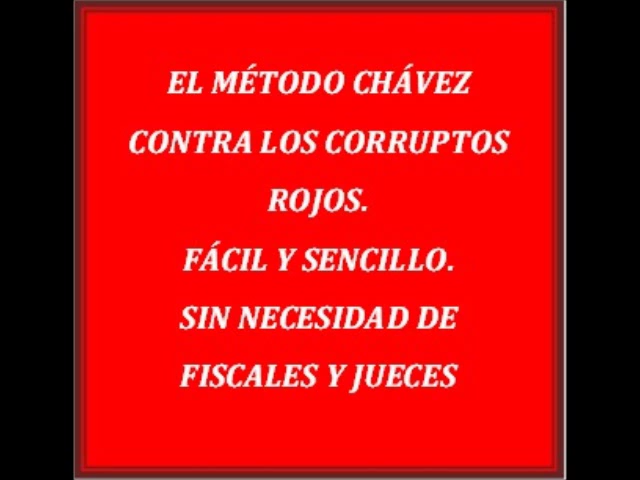 EL MÉTODO CHÁVEZ
CONTRA LOS CORRUPTOS
ROJOS.
FÁCIL Y SENCILLO.
SIN NECESIDAD DE
FISCALES Y JUECES